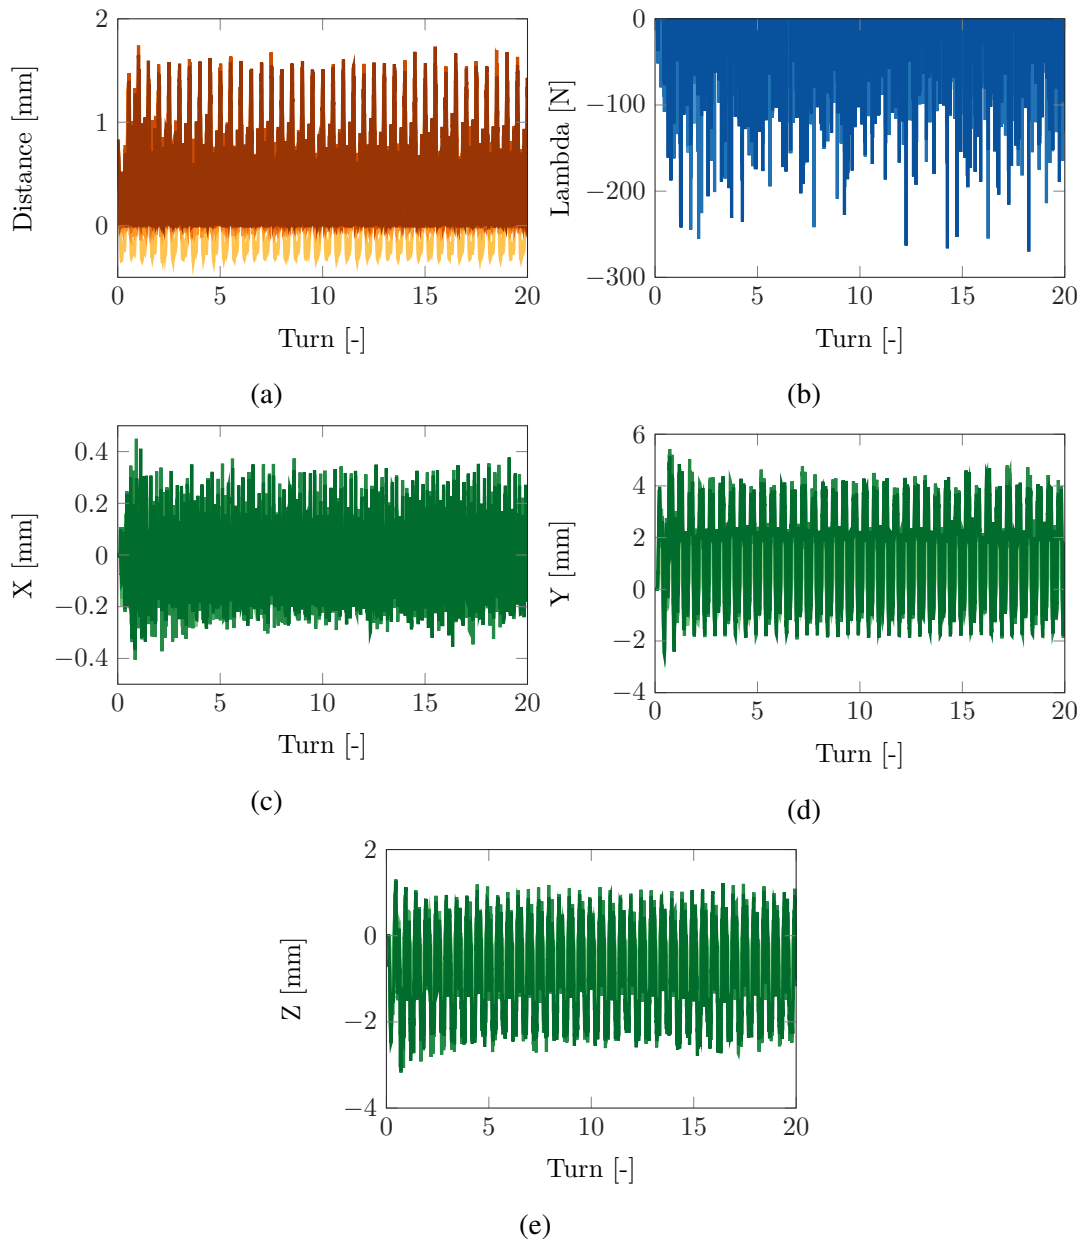 2
1
0
Distance [mm]
0 5 10 15 20
Turn [-]
(a)
0
−100
−200
−300
Lambda [N]
0 5 10 15 20
Turn [-]
(b)
0.4
0.2
0
−0.2
−0.4
X [mm]
0 5 10 15 20
Turn [-]
(c)
6
4
2
0
−2
−4
Y [mm]
0 5 10 15 20
Turn [-]
(d)
2
0
−2
−4
Z [mm]
0 5 10 15 20
Turn [-]
(e)